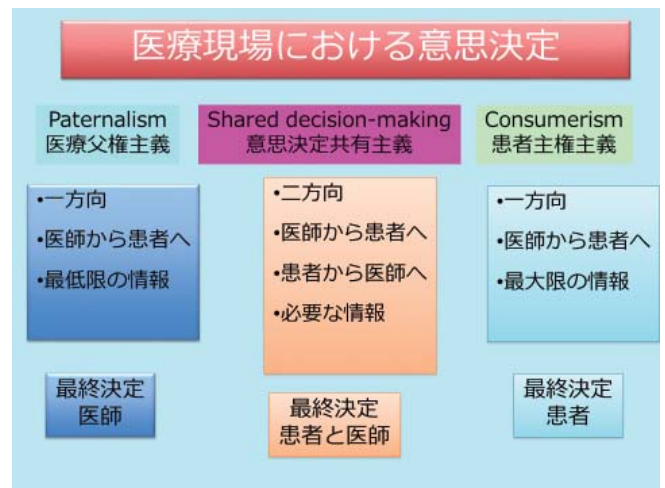 医療現場における意思決定
Paternalism
医療父権主義
Shared decision-making
意思決定共有主義
Consumerism
患者主権主義
•一方向
•医師から患者へ
•最低限の情報
•二方向
•医師から患者へ
•患者から医師へ
•必要な情報
•一方向
•医師から患者へ
•最大限の情報
最終決定
医師
最終決定
患者と医師
最終決定
患者